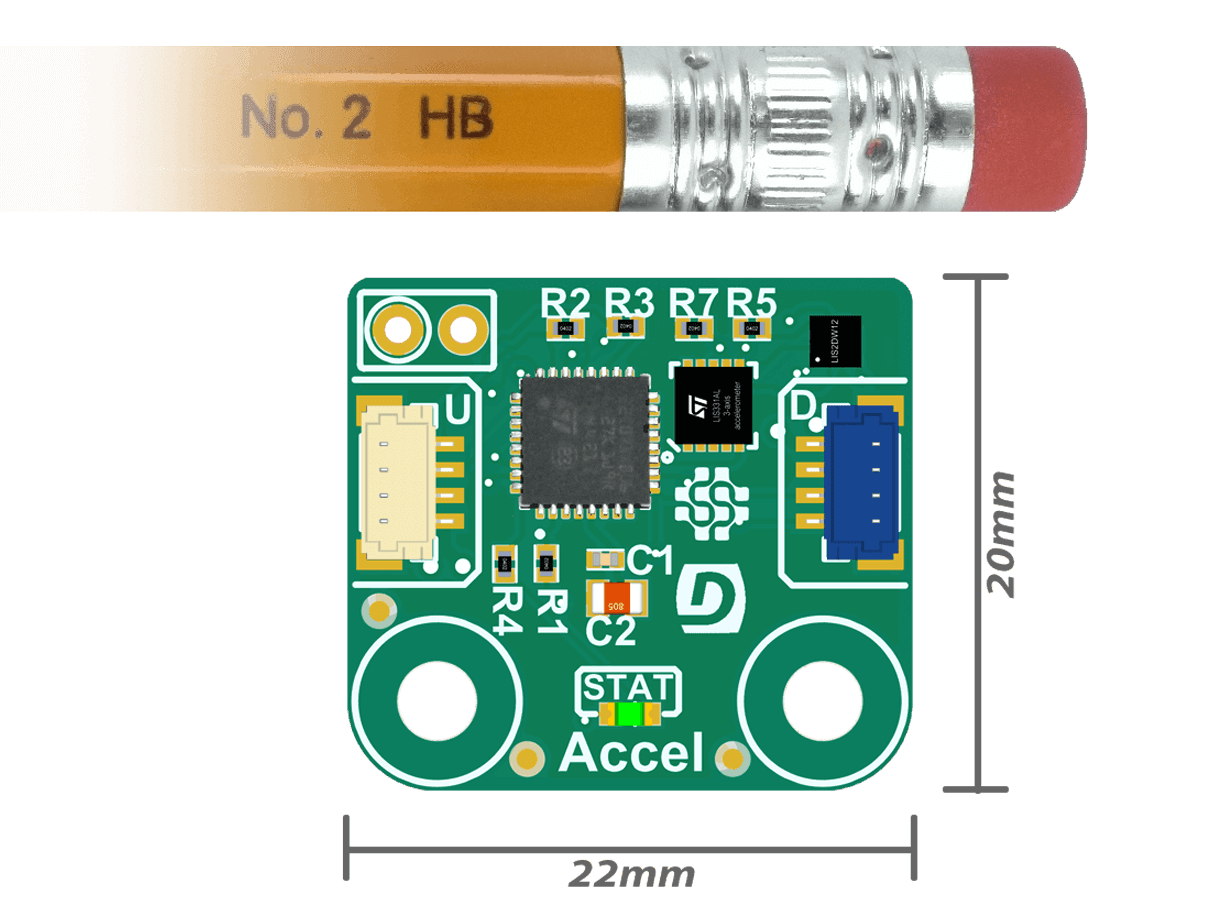 No. 2 HB
R2 R3 R7 R5
0402 0402 0402 0402
LIS2DW12
U
D
LIS331AL
3-axis
accelerometer
20mm
C1
R4 R1
805
C2
STAT
Accel
22mm